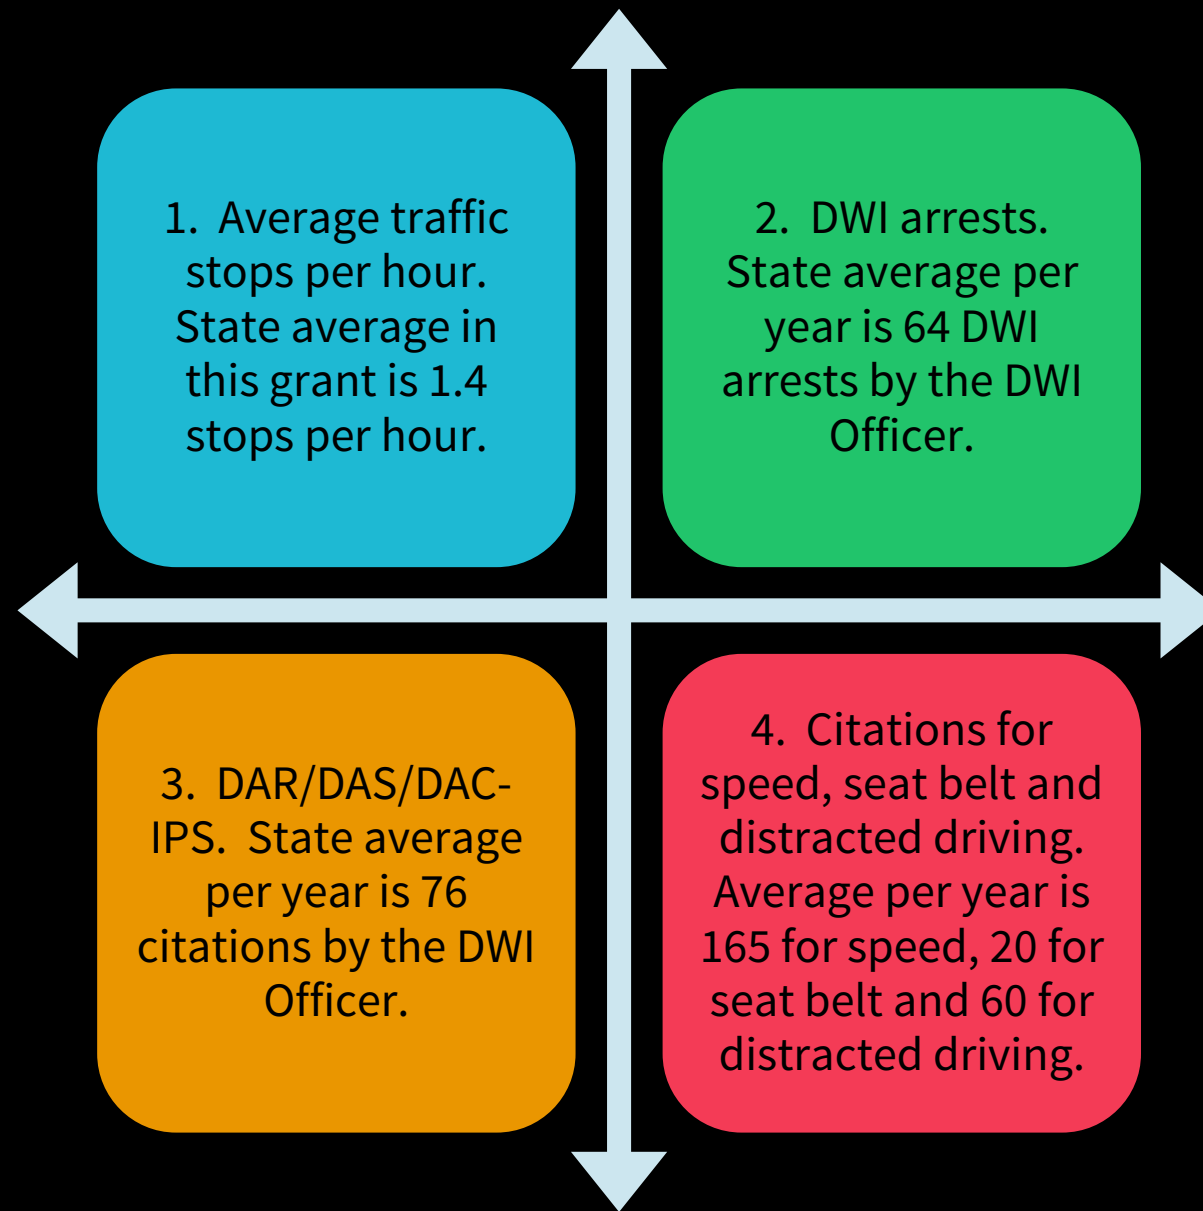 1.  Average traffic
stops per hour.
State average in
this grant is 1.4
stops per hour.
2.  DWI arrests.
State average per
year is 64 DWI
arrests by the DWI
Officer.
3.  DAR/DAS/DAC-
IPS.  State average
per year is 76
citations by the DWI
Officer.
4.  Citations for
speed, seat belt and
distracted driving.
Average per year is
165 for speed, 20 for
seat belt and 60 for
distracted driving.